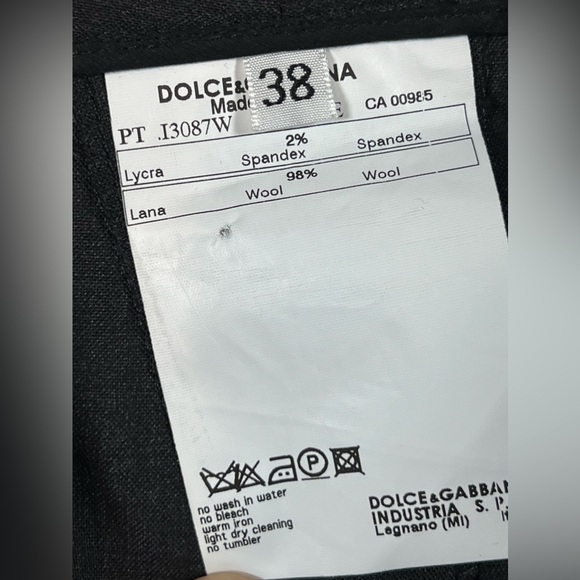 DOLCE&G NA
38
Made E CA 00985
PT .I3087W
2%
Lycra Spandex Spandex
98%
Lana Wool Wool
P
no wash in water
no bleach
warm iron
light dry cleaning
no tumbler
DOLCE&GABBAN
INDUSTRIA S. P.
Legnano (MI) It